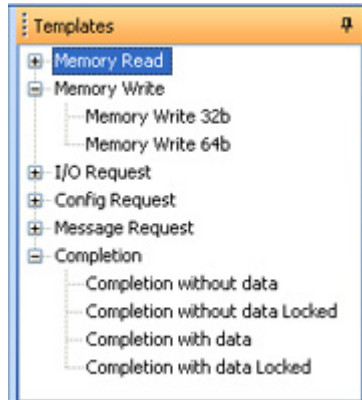 Templates
Memory Read
Memory Write
Memory Write 32b
Memory Write 64b
I/O Request
Config Request
Message Request
Completion
Completion without data
Completion without data Locked
Completion with data
Completion with data Locked